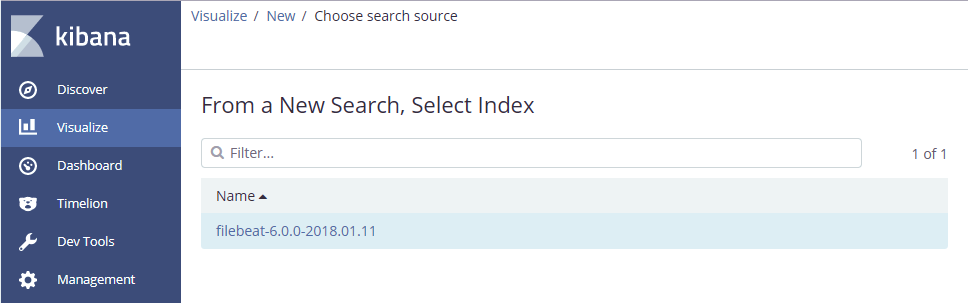 kibana
Discover
Visualize
Dashboard
Timelion
Dev Tools
Management
Visualize / New / Choose search source
From a New Search, Select Index
Filter...
1 of 1
Name
filebeat-6.0.0-2018.01.11